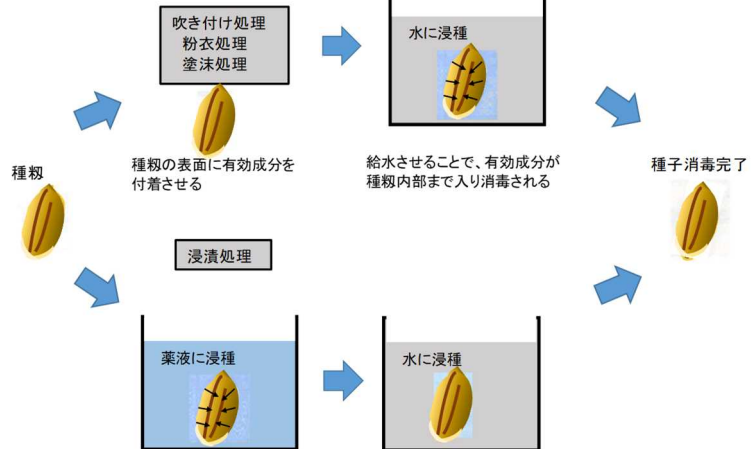 吹き付け処理
粉衣処理
塗沫処理
水に浸種
種籾
種籾の表面に有効成分を
付着させる
給水させることで、有効成分が
種籾内部まで入り消毒される
種子消毒完了
浸漬処理
薬液に浸種
水に浸種